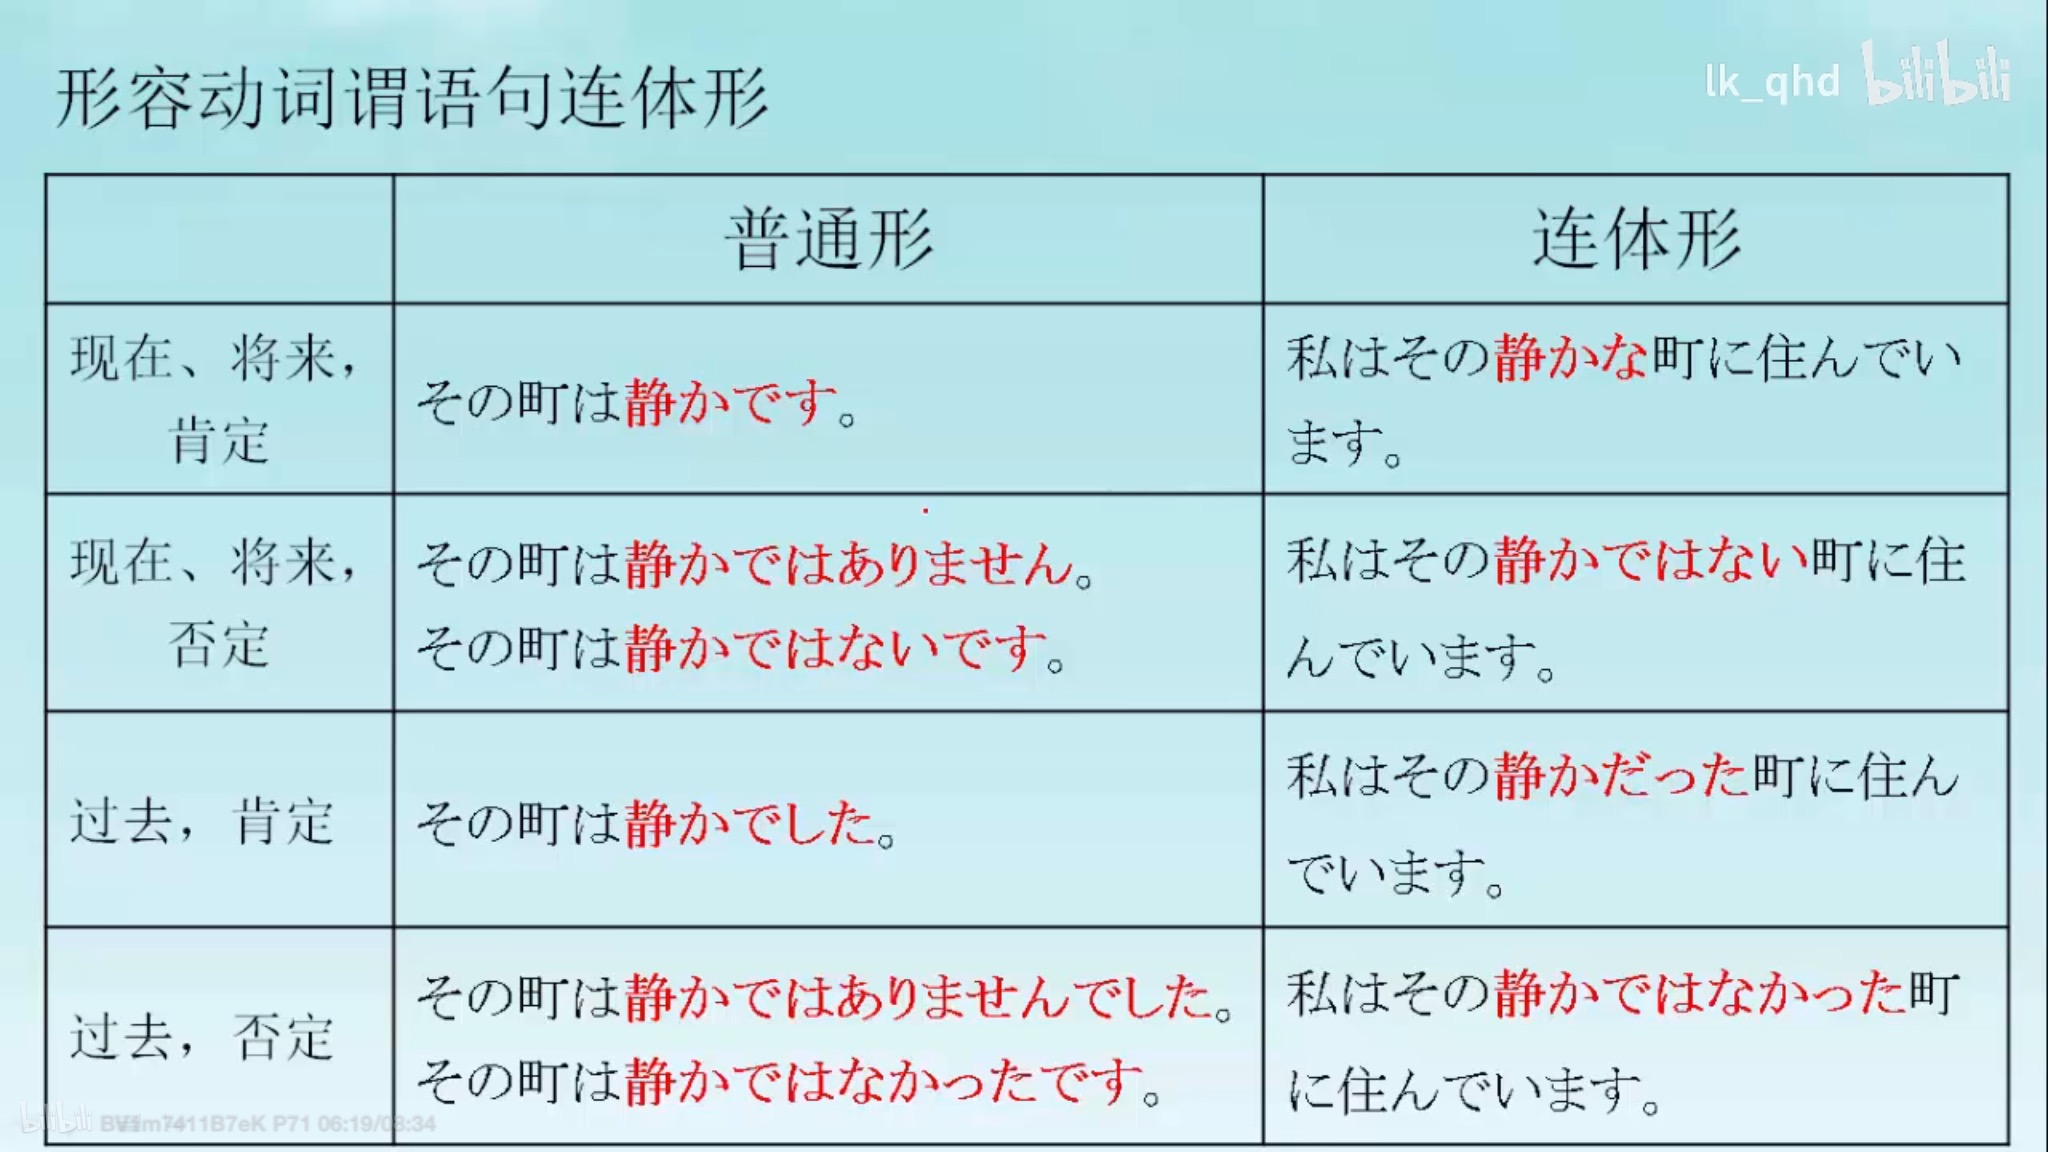 形容动词谓语句连体形
lk_qhd bilibili
普通形
连体形
现在、将来，
肯定
その町は静かです。
私はその静かな町に住んでい
ます。
现在、将来，
否定
その町は静かではありません。
その町は静かではないです。
私はその静かではない町に住
んでいます。
过去，肯定
その町は静かでした。
私はその静かだった町に住ん
でいます。
过去，否定
その町は静かではありませんでした。
その町は静かではなかったです。
私はその静かではなかった町
に住んでいます。
bilibili P71 06:19/08:34